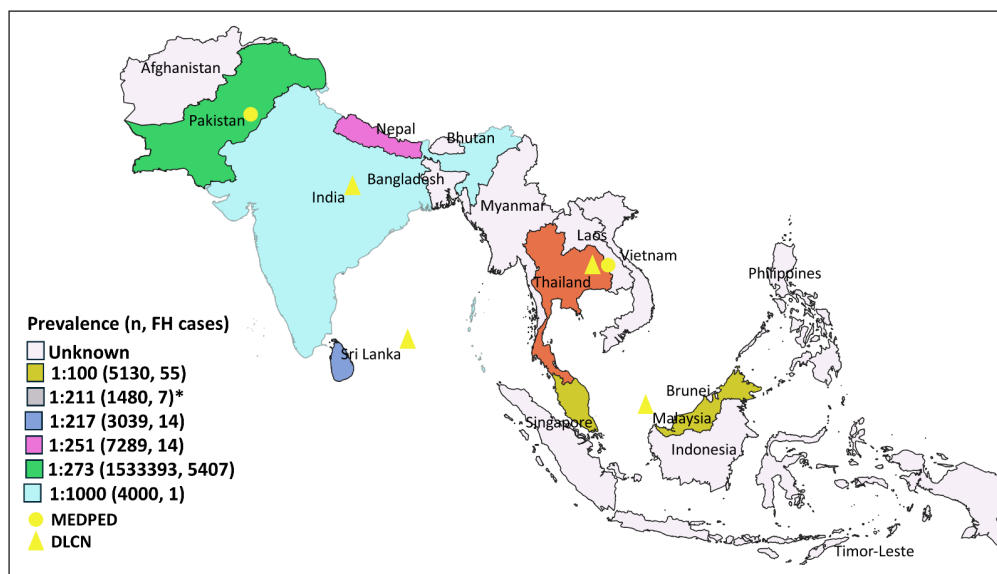 Afghanistan
Pakistan
Nepal
Bhutan
Bangladesh
India
Myanmar
Laos
Vietnam
Thailand
Philippines
Sri Lanka
Brunei
Malaysia
Singapore
Indonesia
Timor-Leste
Prevalence (n, FH cases)
Unknown
1:100 (5130, 55)
1:211 (1480, 7)*
1:217 (3039, 14)
1:251 (7289, 14)
1:273 (1533393, 5407)
1:1000 (4000, 1)
MEDPED
DLCN